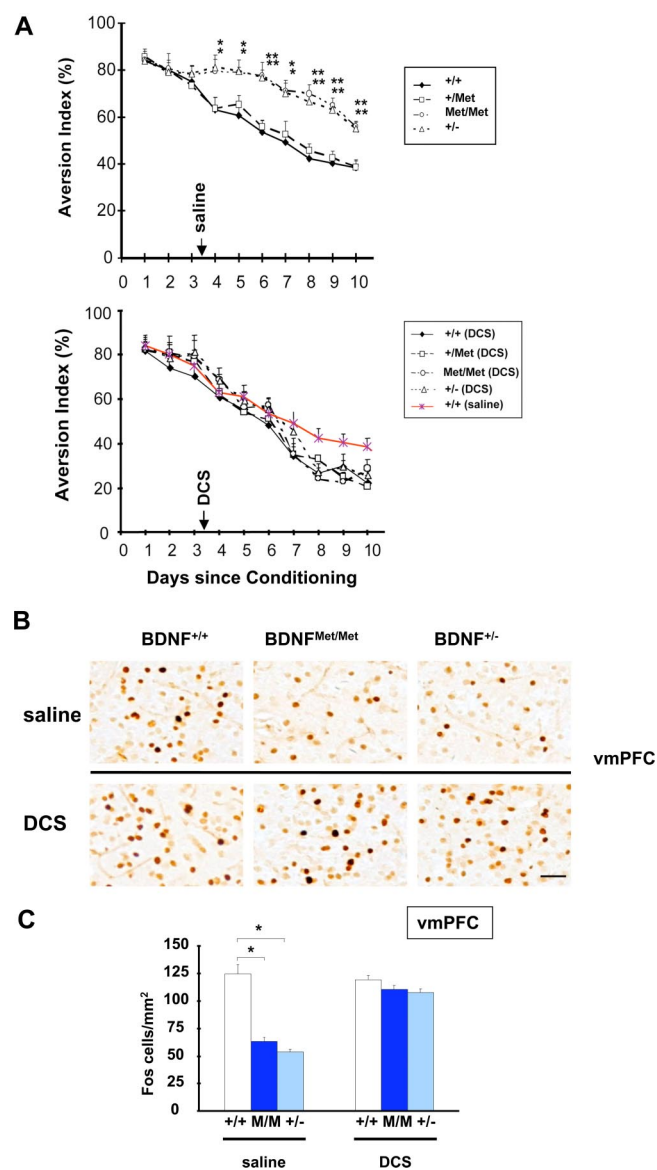 A
Aversion Index (%)
100
80
60
40
20
0
**
**
****
**
****
****
****
saline
0 1 2 3 4 5 6 7 8 9 10
+/+
+/Met
Met/Met
+/-
Aversion Index (%)
100
80
60
40
20
0
DCS
0 1 2 3 4 5 6 7 8 9 10
Days since Conditioning
+/+ (DCS)
+/Met (DCS)
Met/Met (DCS)
+/- (DCS)
+/+ (saline)
B
BDNF+/+ BDNFMet/Met BDNF+/-
saline
vmPFC
DCS
C
vmPFC
Fos cells/mm2
150
125
100
75
50
25
0
*
*
+/+ M/M +/- +/+ M/M +/-
saline DCS